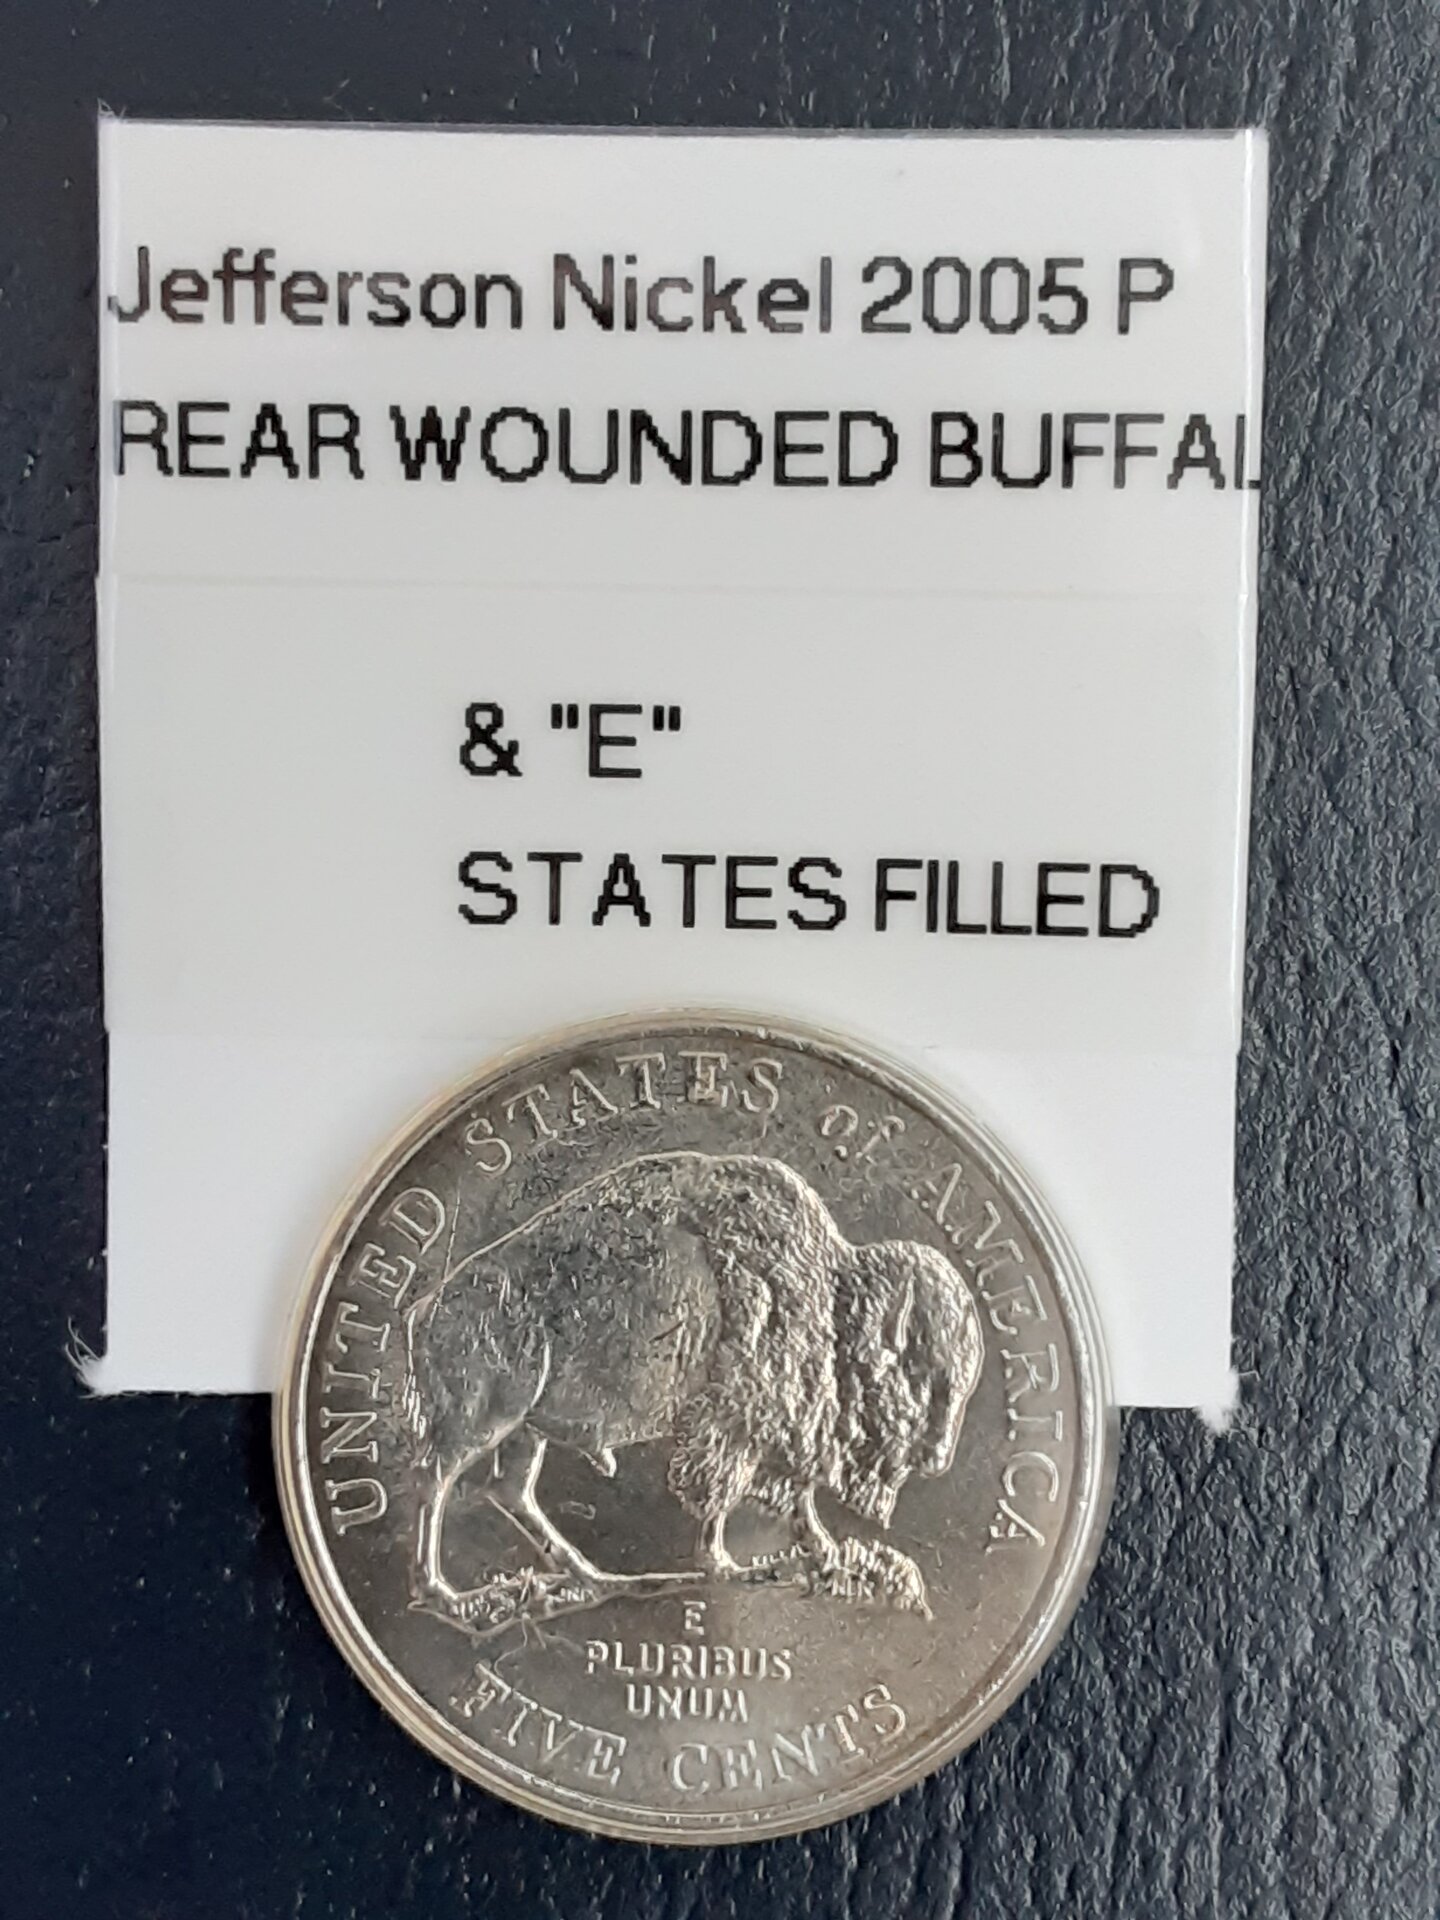 Jefferson Nickel 2005 P
REAR WOUNDED BUFFAL
& "E"
STATES FILLED
UNITED STATES of AMERICA
E
PLURIBUS
UNUM
FIVE CENTS